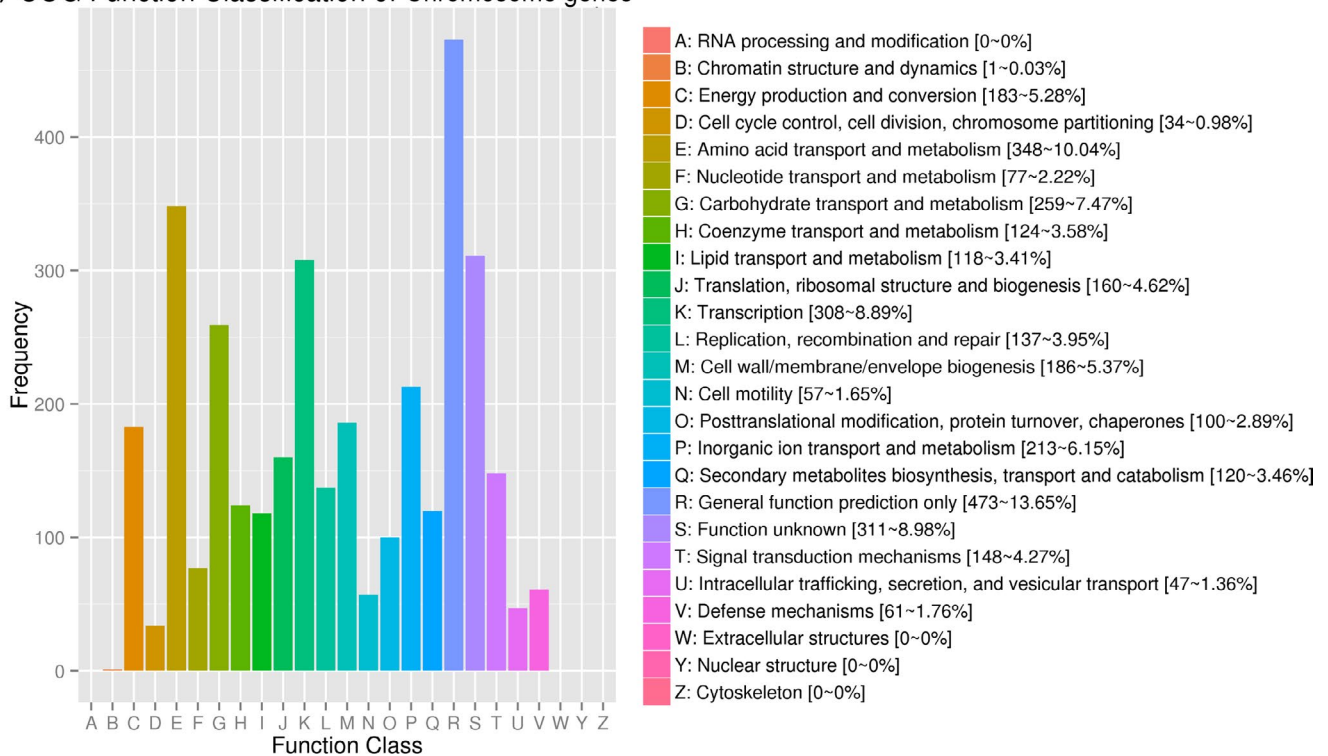 COG Function Classification of Chromosome genes
400
300
200
100
0
Frequency
A B C D E F G H I J K L M N O P Q R S T U V W Y Z
Function Class
A: RNA processing and modification [0~0%]
B: Chromatin structure and dynamics [1~0.03%]
C: Energy production and conversion [183~5.28%]
D: Cell cycle control, cell division, chromosome partitioning [34~0.98%]
E: Amino acid transport and metabolism [348~10.04%]
F: Nucleotide transport and metabolism [77~2.22%]
G: Carbohydrate transport and metabolism [259~7.47%]
H: Coenzyme transport and metabolism [124~3.58%]
I: Lipid transport and metabolism [118~3.41%]
J: Translation, ribosomal structure and biogenesis [160~4.62%]
K: Transcription [308~8.89%]
L: Replication, recombination and repair [137~3.95%]
M: Cell wall/membrane/envelope biogenesis [186~5.37%]
N: Cell motility [57~1.65%]
O: Posttranslational modification, protein turnover, chaperones [100~2.89%]
P: Inorganic ion transport and metabolism [213~6.15%]
Q: Secondary metabolites biosynthesis, transport and catabolism [120~3.46%]
R: General function prediction only [473~13.65%]
S: Function unknown [311~8.98%]
T: Signal transduction mechanisms [148~4.27%]
U: Intracellular trafficking, secretion, and vesicular transport [47~1.36%]
V: Defense mechanisms [61~1.76%]
W: Extracellular structures [0~0%]
Y: Nuclear structure [0~0%]
Z: Cytoskeleton [0~0%]